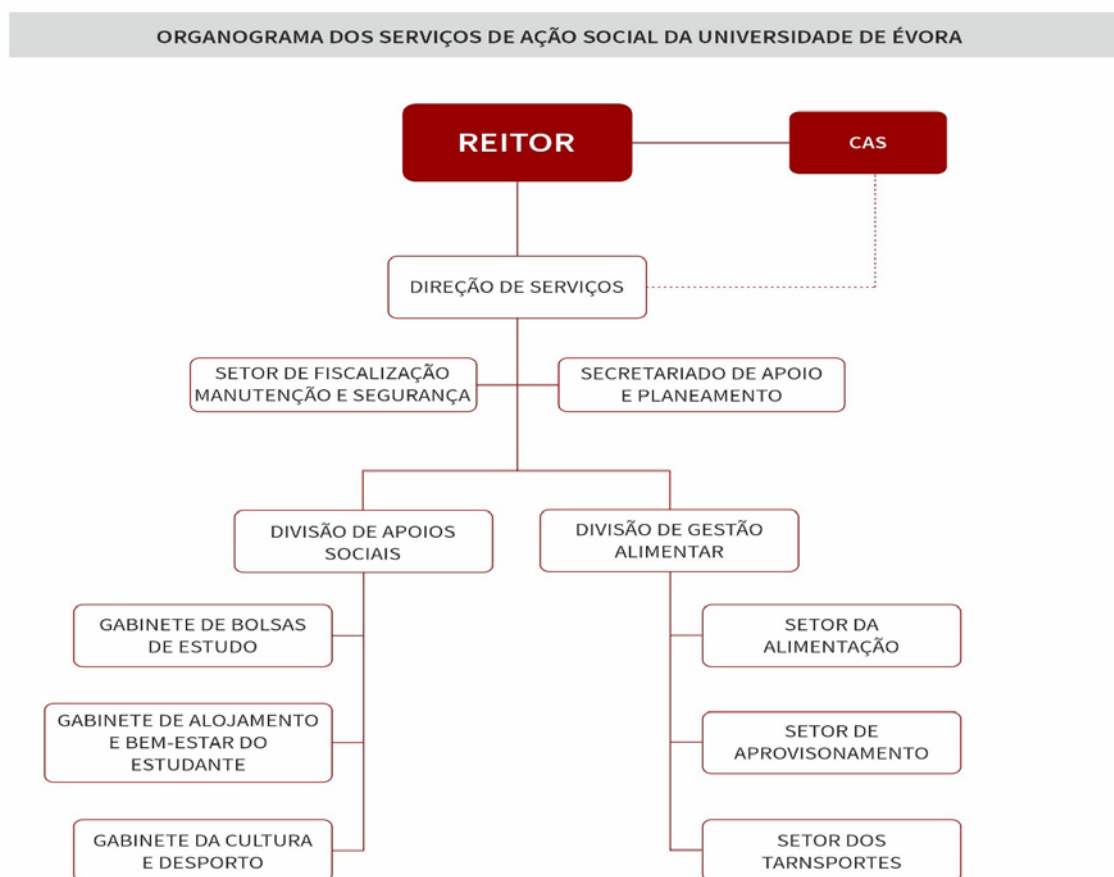 ORGANOGRAMA DOS SERVIÇOS DE AÇÃO SOCIAL DA UNIVERSIDADE DE ÉVORA
REITOR
CAS
DIREÇÃO DE SERVIÇOS
SETOR DE FISCALIZAÇÃO
MANUTENÇÃO E SEGURANÇA
SECRETARIADO DE APOIO
E PLANEAMENTO
DIVISÃO DE APOIOS
SOCIAIS
DIVISÃO DE GESTÃO
ALIMENTAR
GABINETE DE BOLSAS
DE ESTUDO
SETOR DA
ALIMENTAÇÃO
GABINETE DE ALOJAMENTO
E BEM-ESTAR DO
ESTUDANTE
SETOR DE
APROVISONAMENTO
GABINETE DA CULTURA
E DESPORTO
SETOR DOS
TARNSPORTES